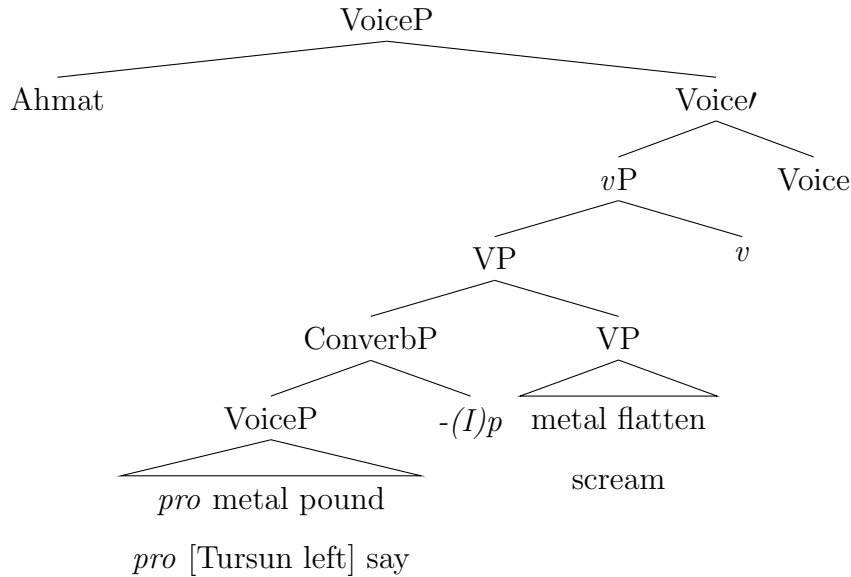 VoiceP
Ahmat Voice′
vP Voice
VP v
ConverbP VP
VoiceP -(I)p metal flatten
pro metal pound scream
pro [Tursun left] say